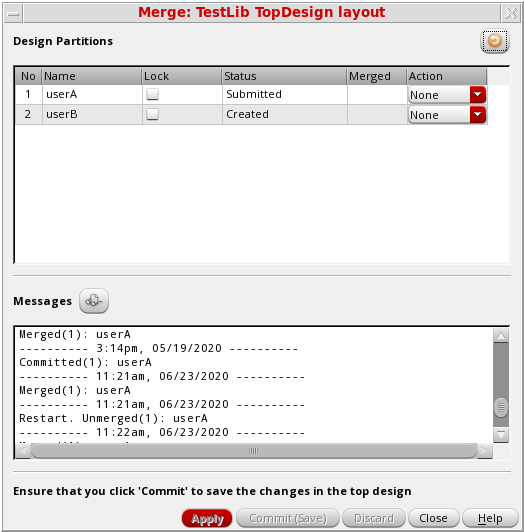 Merge: TestLib TopDesign layout
Design Partitions
No Name Lock Status Merged Action
1 userA Submitted None
2 userB Created None
Messages
Merged(1): userA
---------- 3:14pm, 05/19/2020 ----------
Committed(1): userA
---------- 11:21am, 06/23/2020 ----------
Merged(1): userA
---------- 11:21am, 06/23/2020 ----------
Restart. Unmerged(1): userA
---------- 11:22am, 06/23/2020 ----------
Ensure that you click 'Commit' to save the changes in the top design
Apply Commit (Save) Discard Close Help